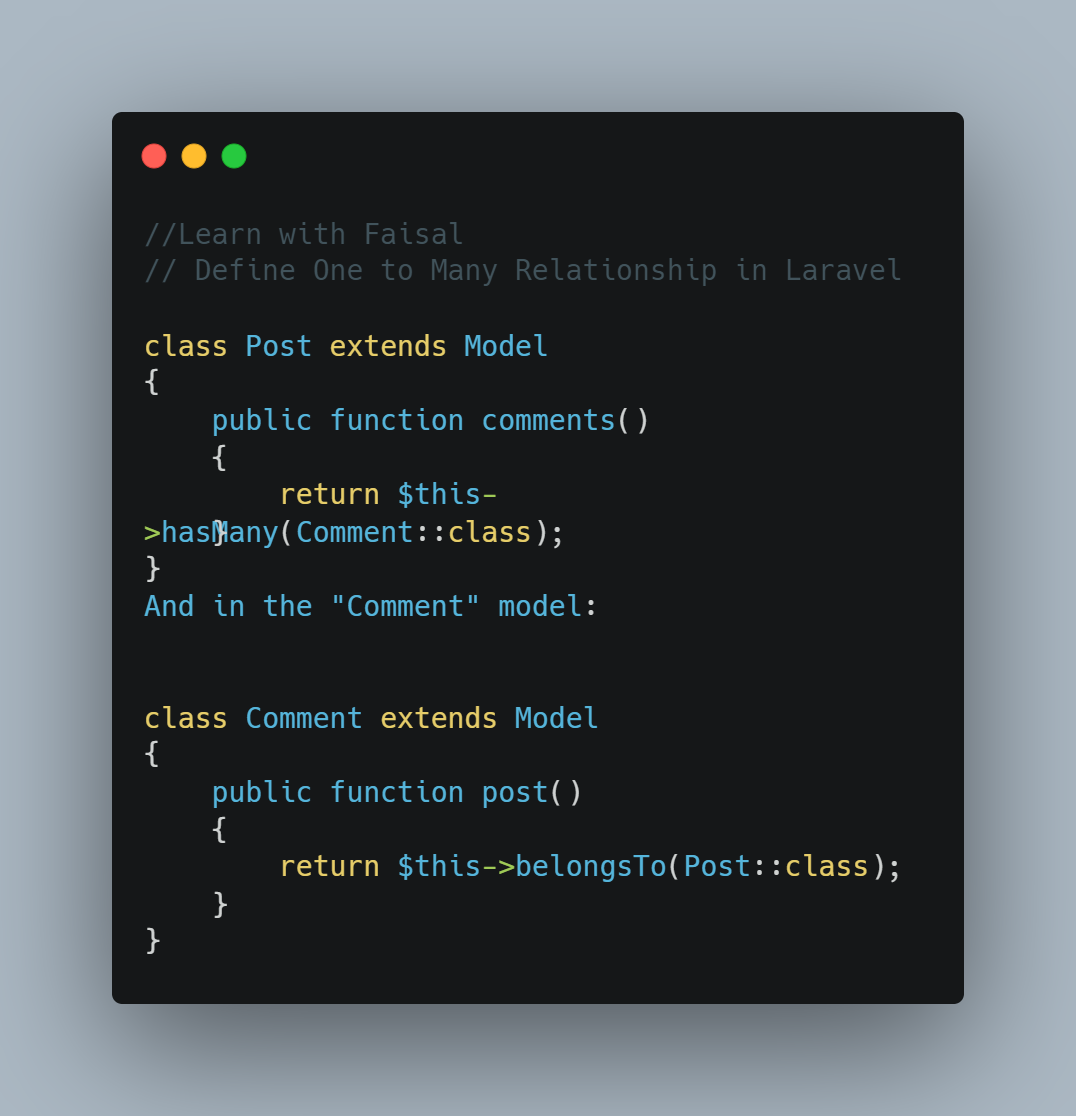 //Learn with Faisal
// Define One to Many Relationship in Laravel
class Post extends Model
{
    public function comments()
    {
        return $this-
>hasMany(Comment::class);
    }
}
And in the "Comment" model:
class Comment extends Model
{
    public function post()
    {
        return $this->belongsTo(Post::class);
    }
}